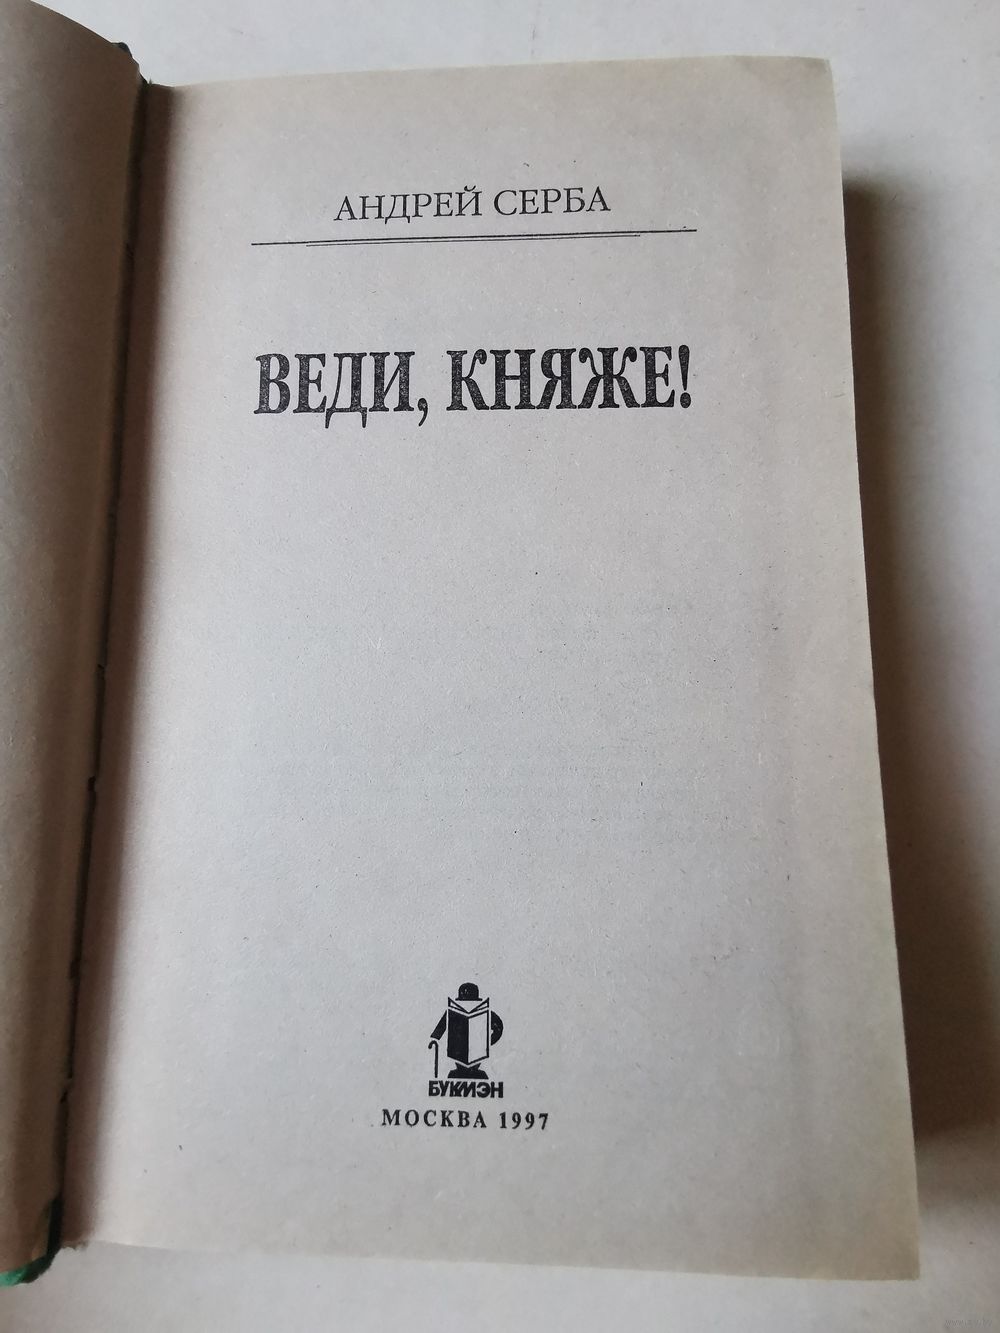 АНДРЕЙ СЕРБА
ВЕДИ, КНЯЖЕ!
БУКМЭН
МОСКВА 1997